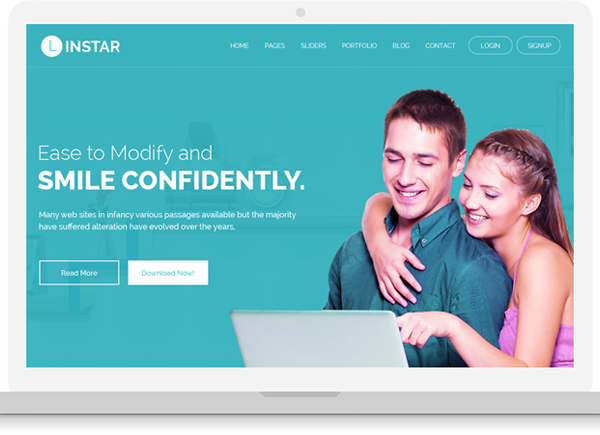 L INSTAR
HOME PAGES SLIDERS PORTFOLIO BLOG CONTACT LOGIN SIGNUP
Ease to Modify and
SMILE CONFIDENTLY.
Many web sites in infancy various passages available but the majority
have suffered alteration have evolved over the years.
Read More Download Now!